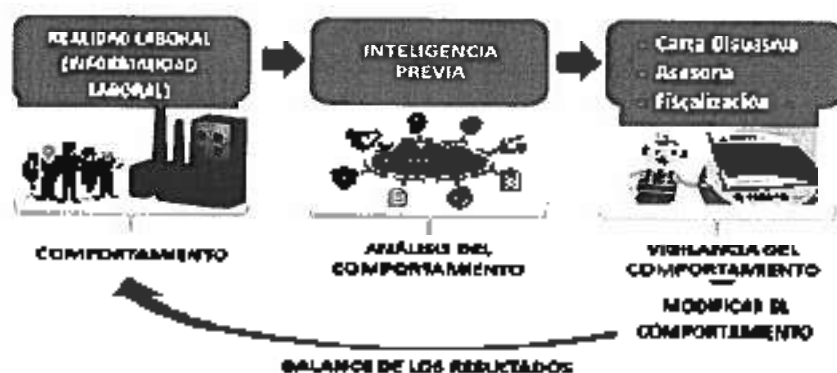 REALIDAD LABORAL
(INFORMALIDAD
LABORAL)
INTELIGENCIA
PREVIA
- Carta Disuasiva
- Asesoria
- Fiscalización
COMPORTAMIENTO
ANÁLISIS DEL
COMPORTAMIENTO
VIGILANCIA DEL
COMPORTAMIENTO
MODIFICAR EL
COMPORTAMIENTO
BALANCE DE LOS RESULTADOS